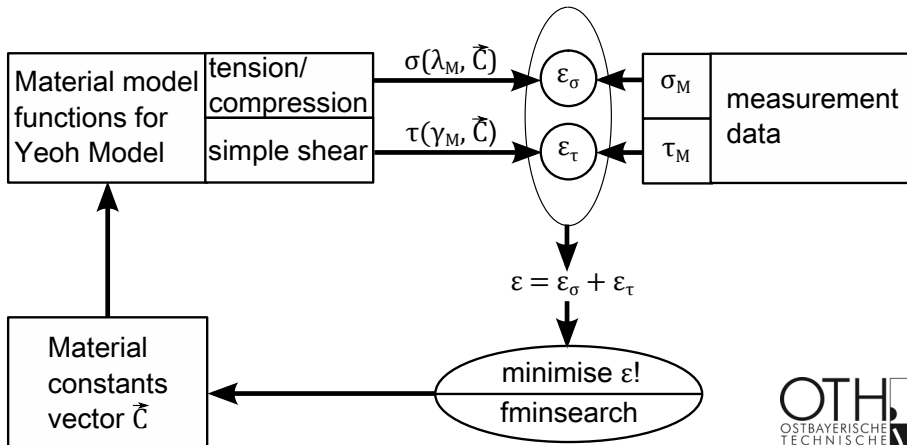 Material model
functions for
Yeoh Model
tension/
compression
simple shear
σ(λ_M, C⃗)
τ(γ_M, C⃗)
ε_σ
ε_τ
σ_M
τ_M
measurement
data
ε = ε_σ + ε_τ
minimise ε!
fminsearch
Material
constants
vector C⃗
OTH
OSTBAYERISCHE
TECHNISCHE